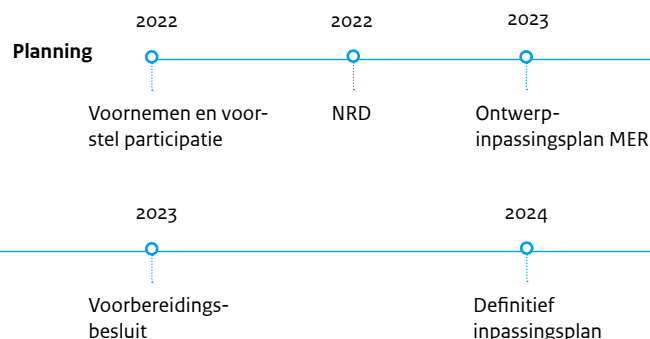 2022
2022
2023
Planning
Voornemen en voor-
stel participatie
NRD
Ontwerp-
inpassingsplan MER
2023
2024
Voorbereidings-
besluit
Definitief
inpassingsplan